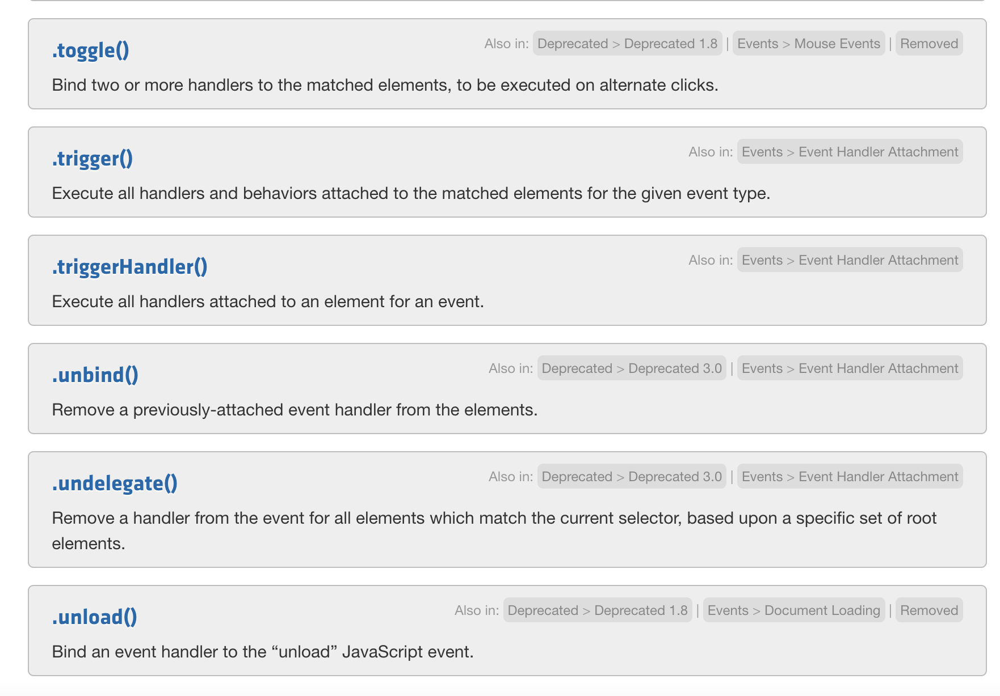 .toggle()
Also in: Deprecated > Deprecated 1.8 | Events > Mouse Events | Removed
Bind two or more handlers to the matched elements, to be executed on alternate clicks.
.trigger()
Also in: Events > Event Handler Attachment
Execute all handlers and behaviors attached to the matched elements for the given event type.
.triggerHandler()
Also in: Events > Event Handler Attachment
Execute all handlers attached to an element for an event.
.unbind()
Also in: Deprecated > Deprecated 3.0 | Events > Event Handler Attachment
Remove a previously-attached event handler from the elements.
.undelegate()
Also in: Deprecated > Deprecated 3.0 | Events > Event Handler Attachment
Remove a handler from the event for all elements which match the current selector, based upon a specific set of root
elements.
.unload()
Also in: Deprecated > Deprecated 1.8 | Events > Document Loading | Removed
Bind an event handler to the “unload” JavaScript event.